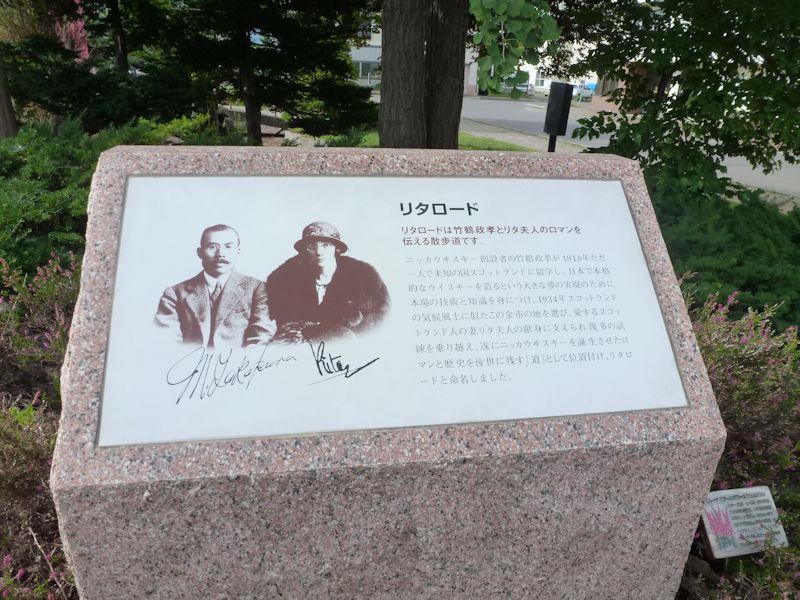 リタロード
リタロードは竹鶴政孝とリタ夫人のロマンを
伝える散歩道です.
ニッカウヰスキー創設者の竹鶴政孝が1918年ただ
一人で未知の国スコットランドに留学し、日本で本格
的なウイスキーを造るという大きな夢の実現のために
本場の技術と知識を身につけ、1934年スコットランド
の気候風土に似たこの余市の地を選び、愛するスコッ
トランド人の妻リタ夫人の献身に支えられ幾多の試
練を乗り越え、遂にニッカウヰスキーを誕生させたロ
マンと歴史を後世に残す「道」として位置付け、リタロ
ードと命名しました。
M. Taketsuru
Rita